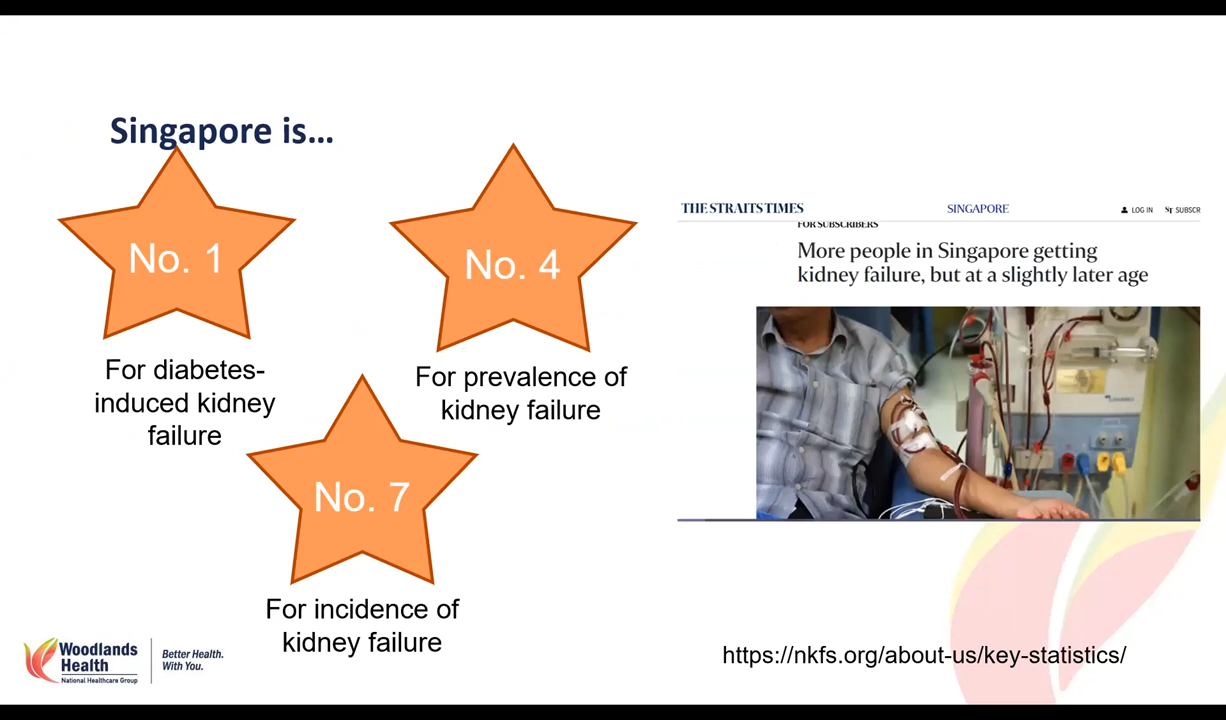 Singapore is...
No. 1
For diabetes-
induced kidney
failure
No. 4
For prevalence of
kidney failure
No. 7
For incidence of
kidney failure
THE STRAITS TIMES
SINGAPORE
LOG IN
ST SUBSCR
FOR SUBSCRIBERS
More people in Singapore getting
kidney failure, but at a slightly later age
https://nkfs.org/about-us/key-statistics/
Woodlands
Health
National Healthcare Group
Better Health.
With You.